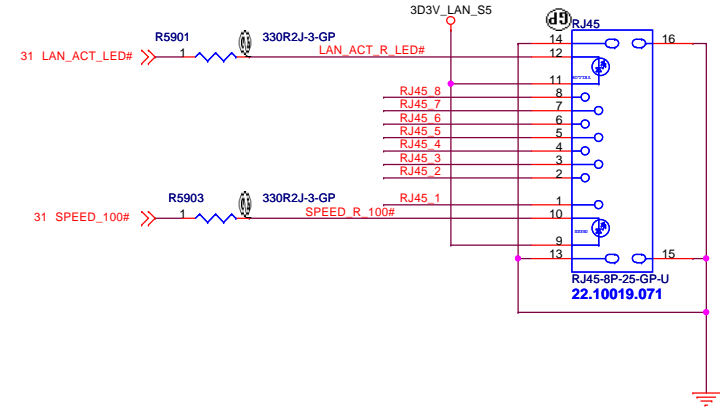 3D3V_LAN_S5
GP
RJ45
R5901
330R2J-3-GP
14
16
31 LAN_ACT_LED#
1
LAN_ACT_R_LED#
12
11
RJ45_8
8
RJ45_7
7
RJ45_6
6
RJ45_5
5
RJ45_4
4
RJ45_3
3
RJ45_2
2
R5903
330R2J-3-GP
RJ45_1
1
31 SPEED_100#
1
SPEED_R_100#
10
9
13
15
RJ45-8P-25-GP-U
22.10019.071